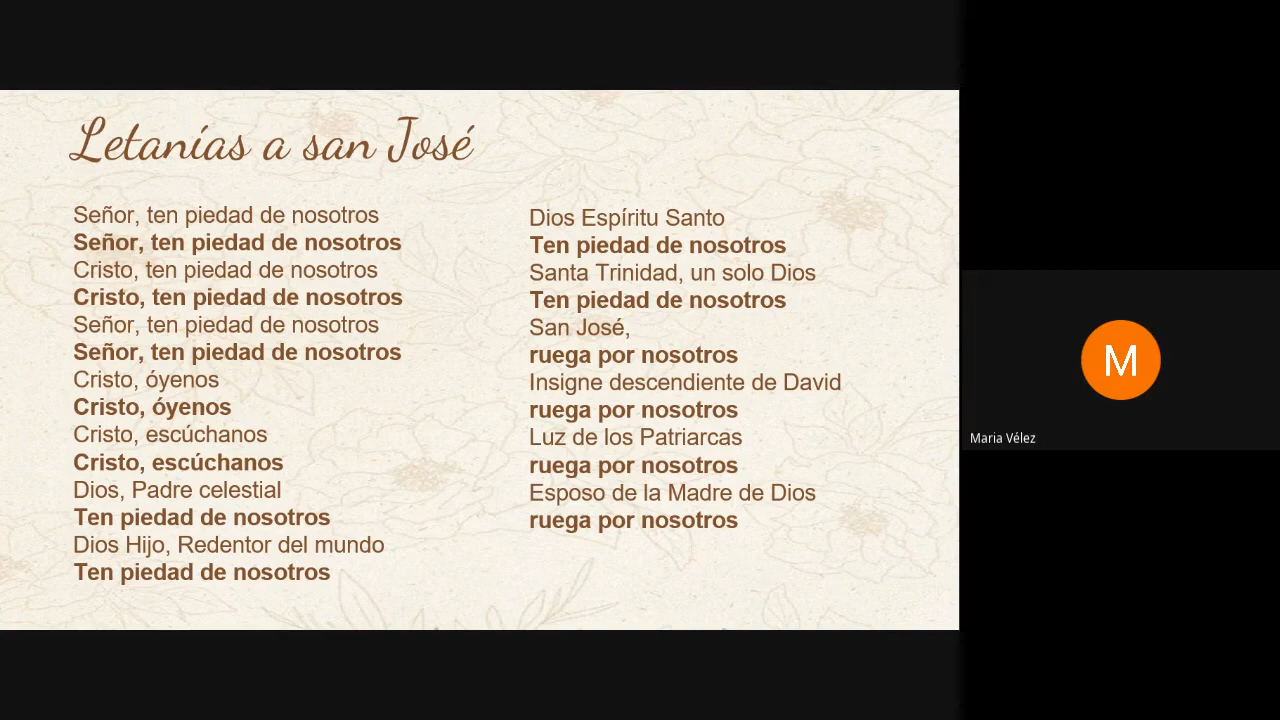 Letanías a san José
Señor, ten piedad de nosotros
Señor, ten piedad de nosotros
Cristo, ten piedad de nosotros
Cristo, ten piedad de nosotros
Señor, ten piedad de nosotros
Señor, ten piedad de nosotros
Cristo, óyenos
Cristo, óyenos
Cristo, escúchanos
Cristo, escúchanos
Dios, Padre celestial
Ten piedad de nosotros
Dios Hijo, Redentor del mundo
Ten piedad de nosotros
Dios Espíritu Santo
Ten piedad de nosotros
Santa Trinidad, un solo Dios
Ten piedad de nosotros
San José,
ruega por nosotros
Insigne descendiente de David
ruega por nosotros
Luz de los Patriarcas
ruega por nosotros
Esposo de la Madre de Dios
ruega por nosotros
M
Maria Vélez